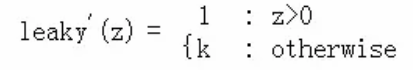 1 : z>0
leaky′(z) =
{k : otherwise